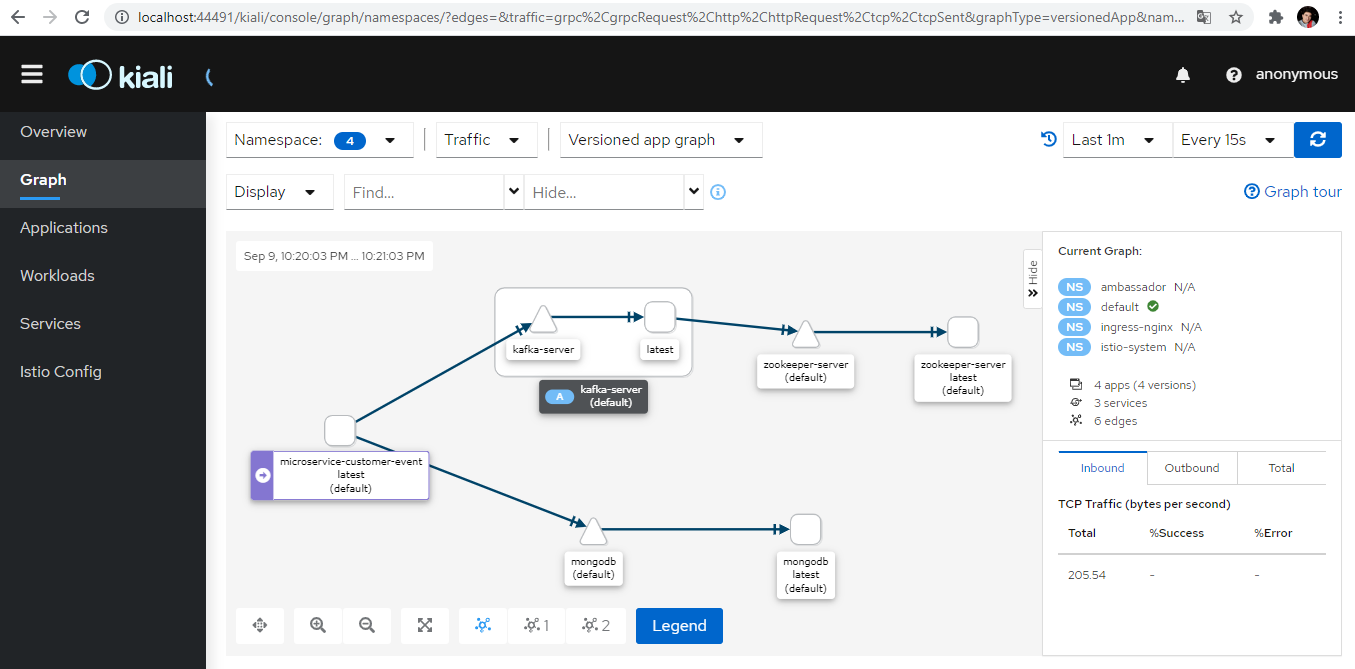 localhost:44491/kiali/console/graph/namespaces/?edges=&traffic=grpc%2CgrpcRequest%2Chttp%2ChttpRequest%2Ctcp%2CtcpSent&graphType=versionedApp&nam...
kiali
anonymous
Overview
Graph
Applications
Workloads
Services
Istio Config
Namespace: 4
Traffic
Versioned app graph
Last 1m
Every 15s
Display
Find...
Hide...
Graph tour
Sep 9, 10:20:03 PM ... 10:21:03 PM
Hide
kafka-server
latest
A kafka-server
(default)
zookeeper-server
(default)
zookeeper-server
latest
(default)
microservice-customer-event
latest
(default)
mongodb
(default)
mongodb
latest
(default)
1
2
Legend
Current Graph:
NS ambassador N/A
NS default
NS ingress-nginx N/A
NS istio-system N/A
4 apps (4 versions)
3 services
6 edges
Inbound Outbound Total
TCP Traffic (bytes per second)
Total %Success %Error
205.54 - -